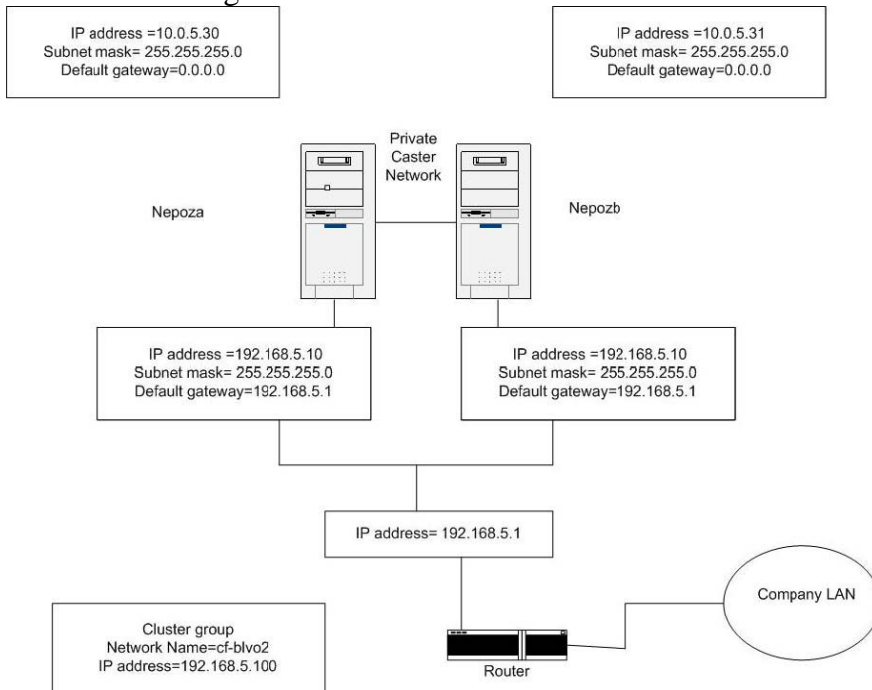 IP address =10.0.5.30
Subnet mask= 255.255.255.0
Default gateway=0.0.0.0
IP address =10.0.5.31
Subnet mask= 255.255.255.0
Default gateway=0.0.0.0
Private
Caster
Network
Nepoza
Nepozb
IP address =192.168.5.10
Subnet mask= 255.255.255.0
Default gateway=192.168.5.1
IP address =192.168.5.10
Subnet mask= 255.255.255.0
Default gateway=192.168.5.1
IP address= 192.168.5.1
Company LAN
Cluster group
Network Name=cf-blvo2
IP address=192.168.5.100
Router